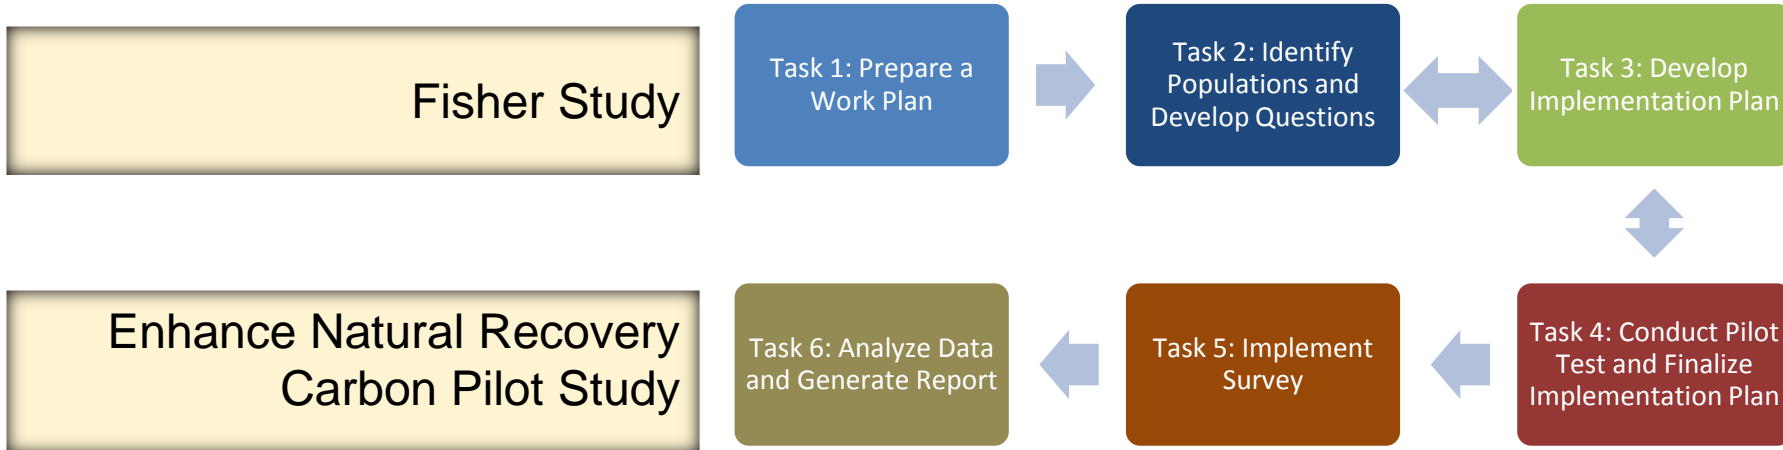 Fisher Study
Task 1: Prepare a
Work Plan
Task 2: Identify
Populations and
Develop Questions
Task 3: Develop
Implementation Plan
Enhance Natural Recovery
Carbon Pilot Study
Task 6: Analyze Data
and Generate Report
Task 5: Implement
Survey
Task 4: Conduct Pilot
Test and Finalize
Implementation Plan